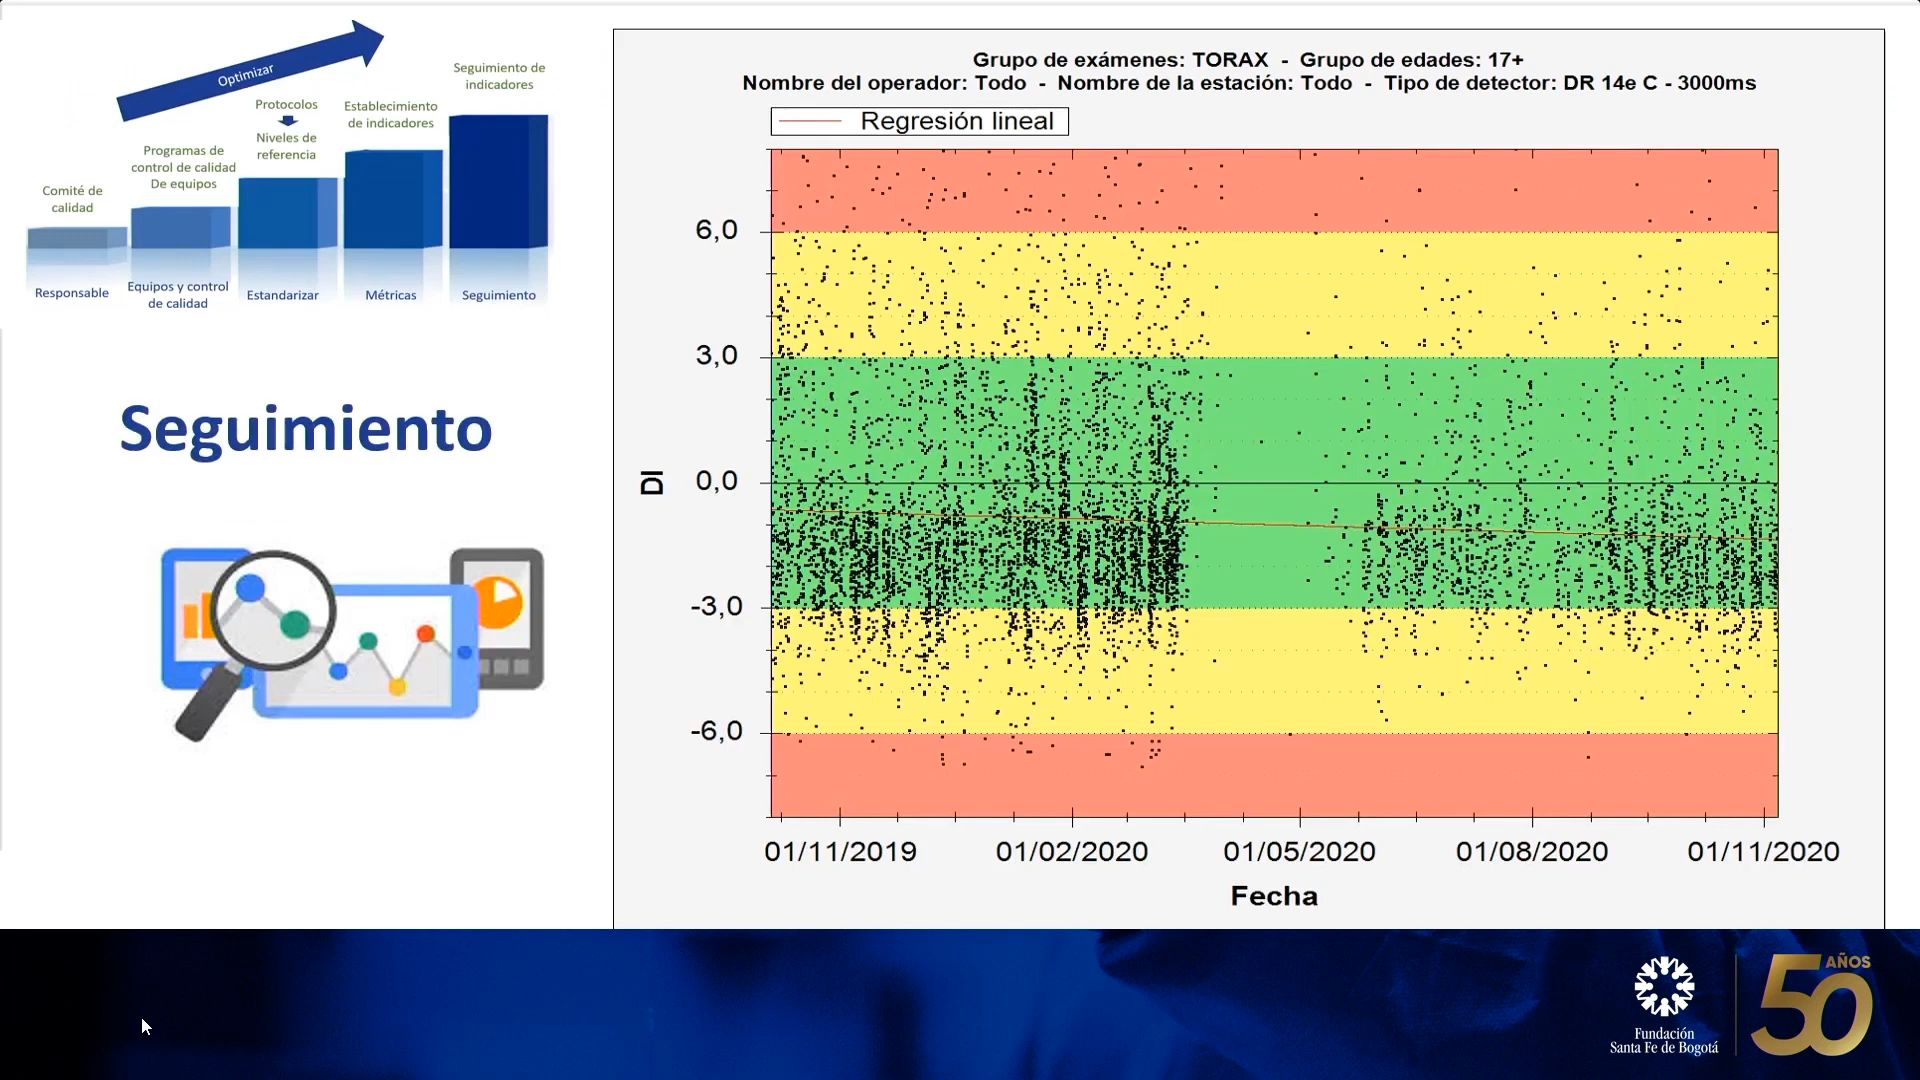 Optimizar
Comité de
calidad
Programas de
control de calidad
De equipos
Protocolos
Niveles de
referencia
Establecimiento
de indicadores
Seguimiento de
indicadores
Responsable
Equipos y control
de calidad
Estandarizar
Métricas
Seguimiento
Seguimiento
Grupo de exámenes: TORAX - Grupo de edades: 17+
Nombre del operador: Todo - Nombre de la estación: Todo - Tipo de detector: DR 14e C - 3000ms
Regresión lineal
6,0
3,0
0,0
-3,0
-6,0
DI
01/11/2019
01/02/2020
01/05/2020
01/08/2020
01/11/2020
Fecha
Fundación
Santa Fe de Bogotá
50
AÑOS